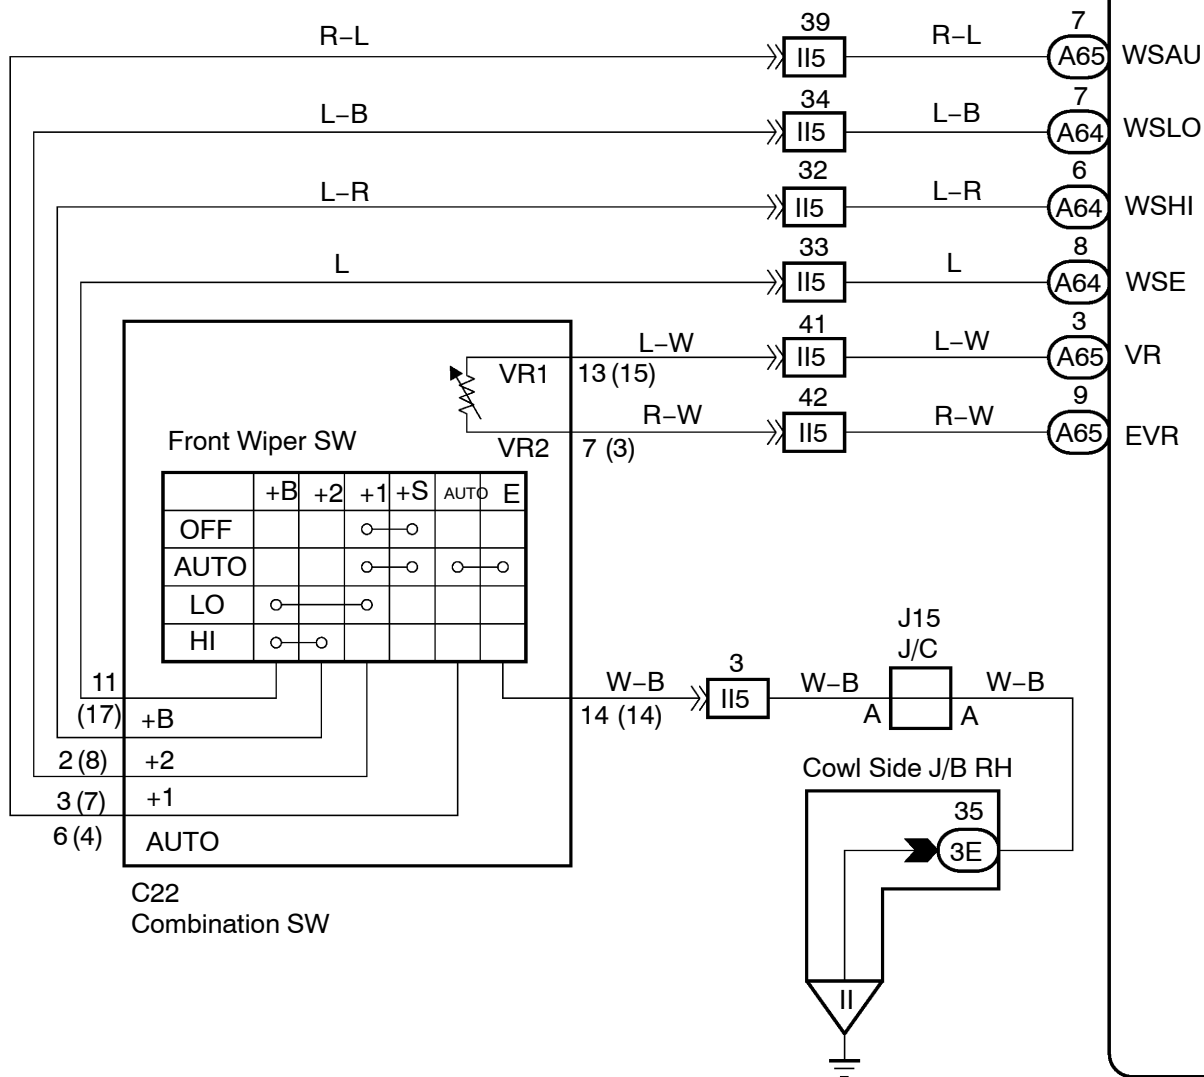 39
7
R–L
R–L
II5
A65
WSAU
34
7
L–B
L–B
II5
A64
WSLO
32
6
L–R
L–R
II5
A64
WSHI
33
8
L
L
II5
A64
WSE
41
3
L–W
L–W
VR1
13 (15)
II5
A65
VR
42
9
R–W
R–W
VR2
7 (3)
II5
A65
EVR
Front Wiper SW
+B +2 +1 +S AUTO E
OFF
AUTO
LO
HI
11
(17)
+B
2 (8)
+2
3 (7)
+1
6 (4)
AUTO
W–B
14 (14)
3
II5
W–B
J15
J/C
A
A
W–B
Cowl Side J/B RH
35
3E
II
C22
Combination SW